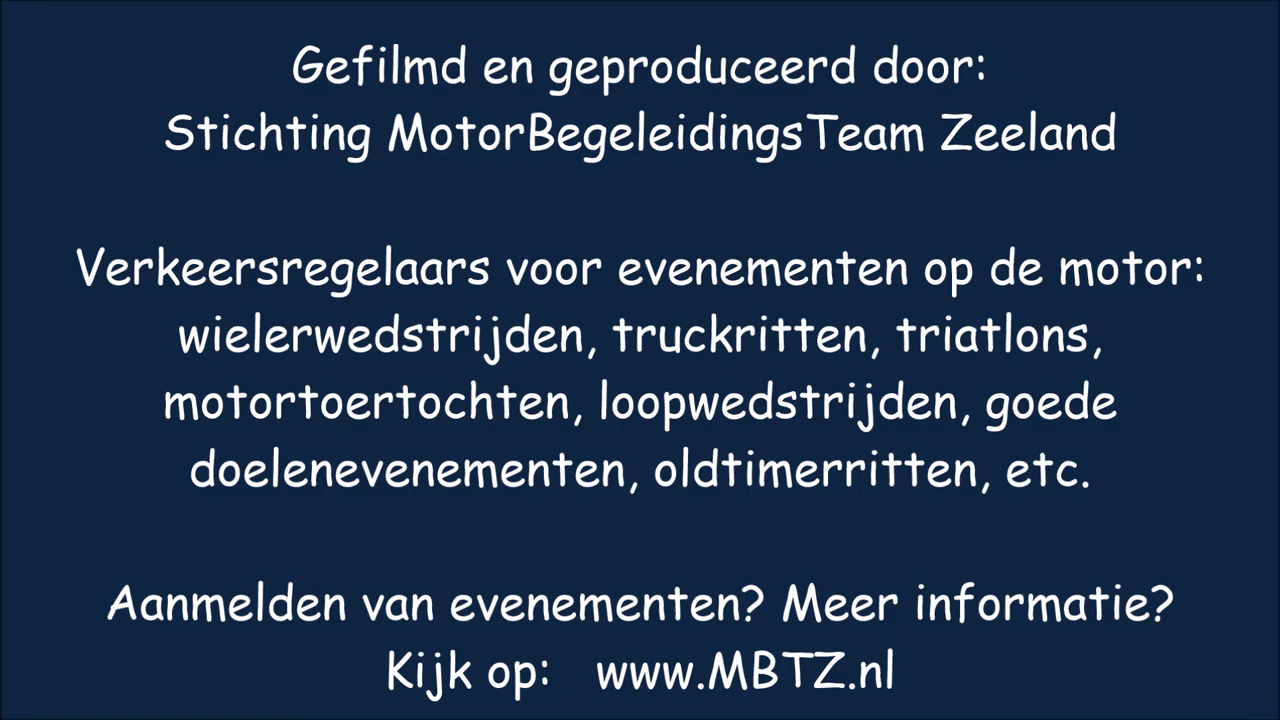 Gefilmd en geproduceerd door:
Stichting MotorBegeleidingsTeam Zeeland
Verkeersregelaars voor evenementen op de motor:
wielerwedstrijden, truckritten, triatlons,
motortoertochten, loopwedstrijden, goede
doelenevenementen, oldtimerritten, etc.
Aanmelden van evenementen? Meer informatie?
Kijk op: www.MBTZ.nl